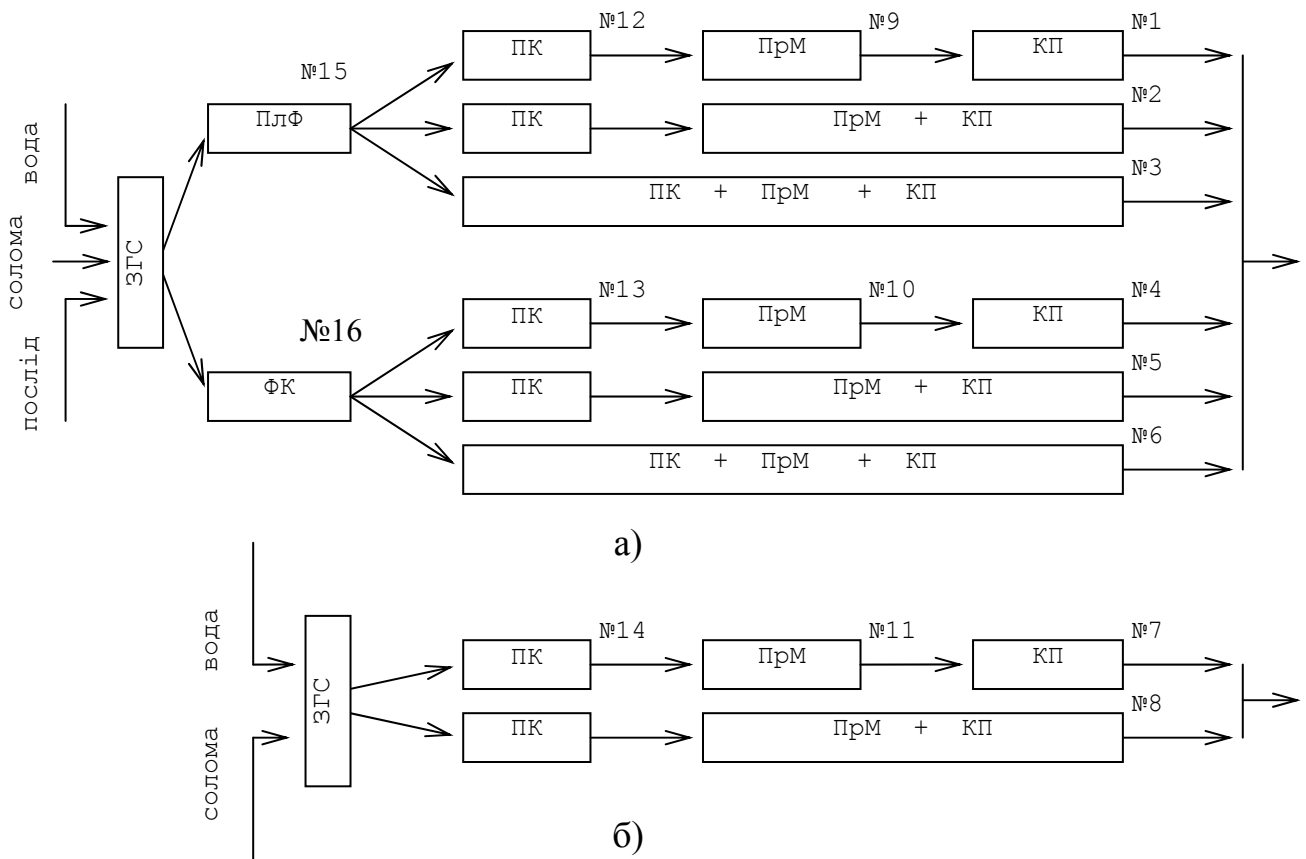 №12 №9 №1
ПК ПрМ КП
№15
№2
ПлФ ПК ПрМ + КП
№3
ПК + ПрМ + КП
вода
солома
послід
ЗГС
№13 №10 №4
ПК ПрМ КП
№16
№5
ФК ПК ПрМ + КП
№6
ПК + ПрМ + КП
а)
вода
солома
ЗГС
№14 №11 №7
ПК ПрМ КП
№8
ПК ПрМ + КП
б)